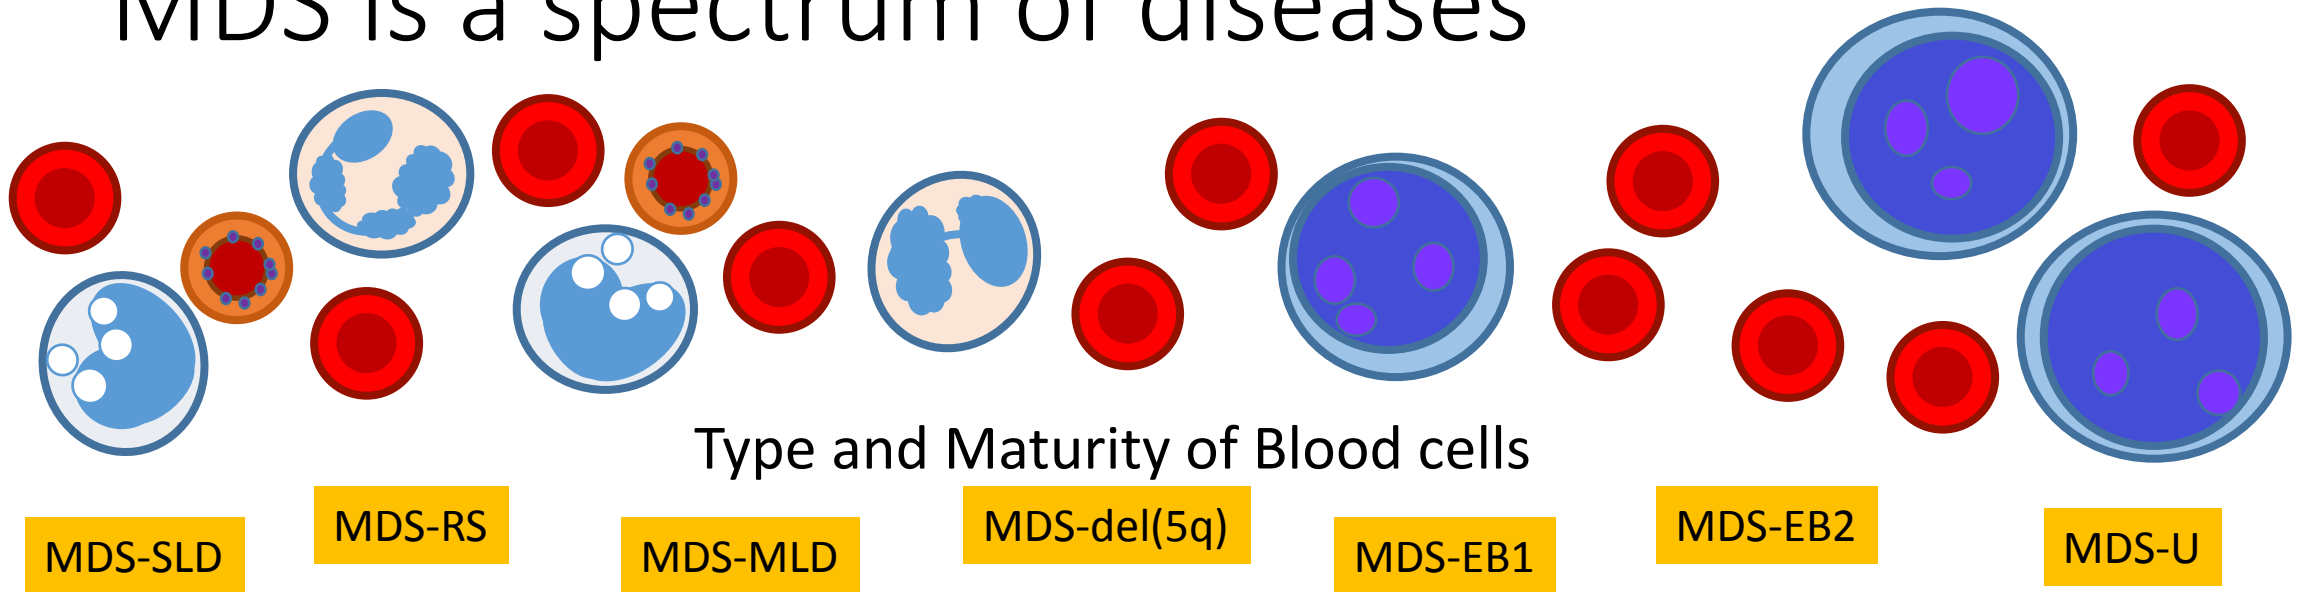 MDS is a spectrum of diseases
Type and Maturity of Blood cells
MDS-SLD
MDS-RS
MDS-MLD
MDS-del(5q)
MDS-EB1
MDS-EB2
MDS-U